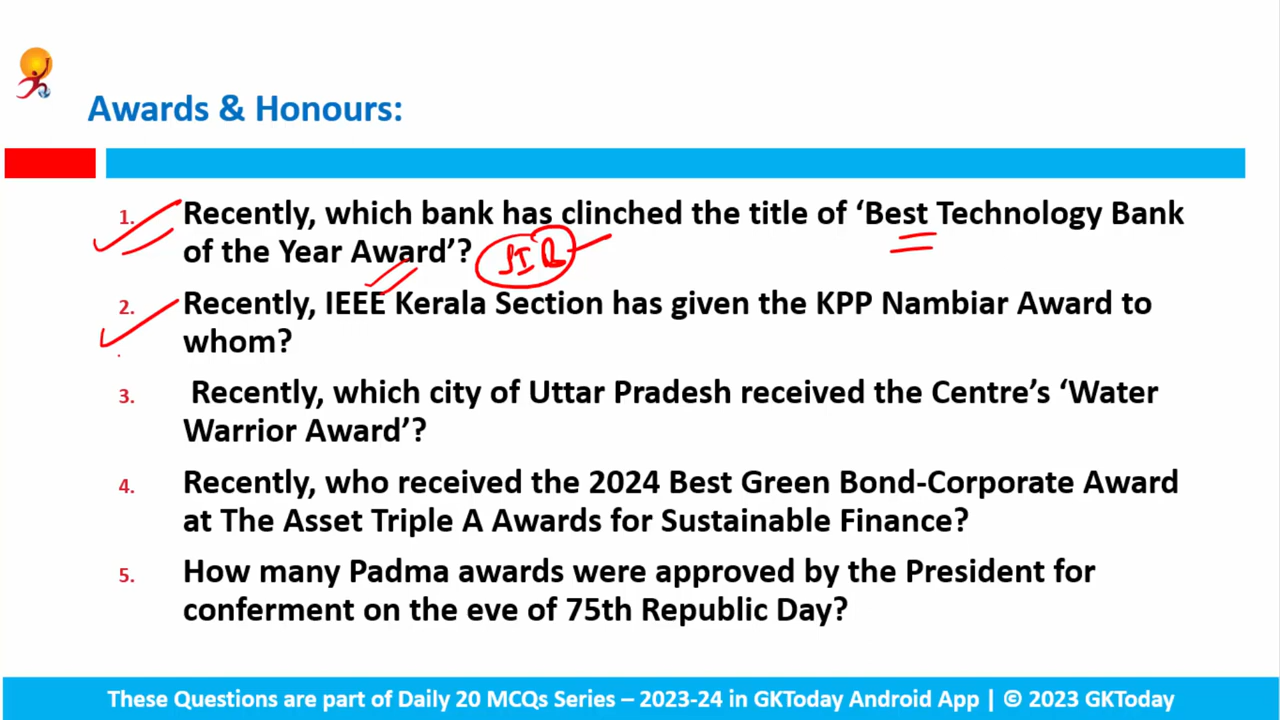 Awards & Honours:
1. Recently, which bank has clinched the title of ‘Best Technology Bank
of the Year Award’? SIB
2. Recently, IEEE Kerala Section has given the KPP Nambiar Award to
whom?
3. Recently, which city of Uttar Pradesh received the Centre’s ‘Water
Warrior Award’?
4. Recently, who received the 2024 Best Green Bond-Corporate Award
at The Asset Triple A Awards for Sustainable Finance?
5. How many Padma awards were approved by the President for
conferment on the eve of 75th Republic Day?
These Questions are part of Daily 20 MCQs Series – 2023-24 in GKToday Android App | © 2023 GKToday